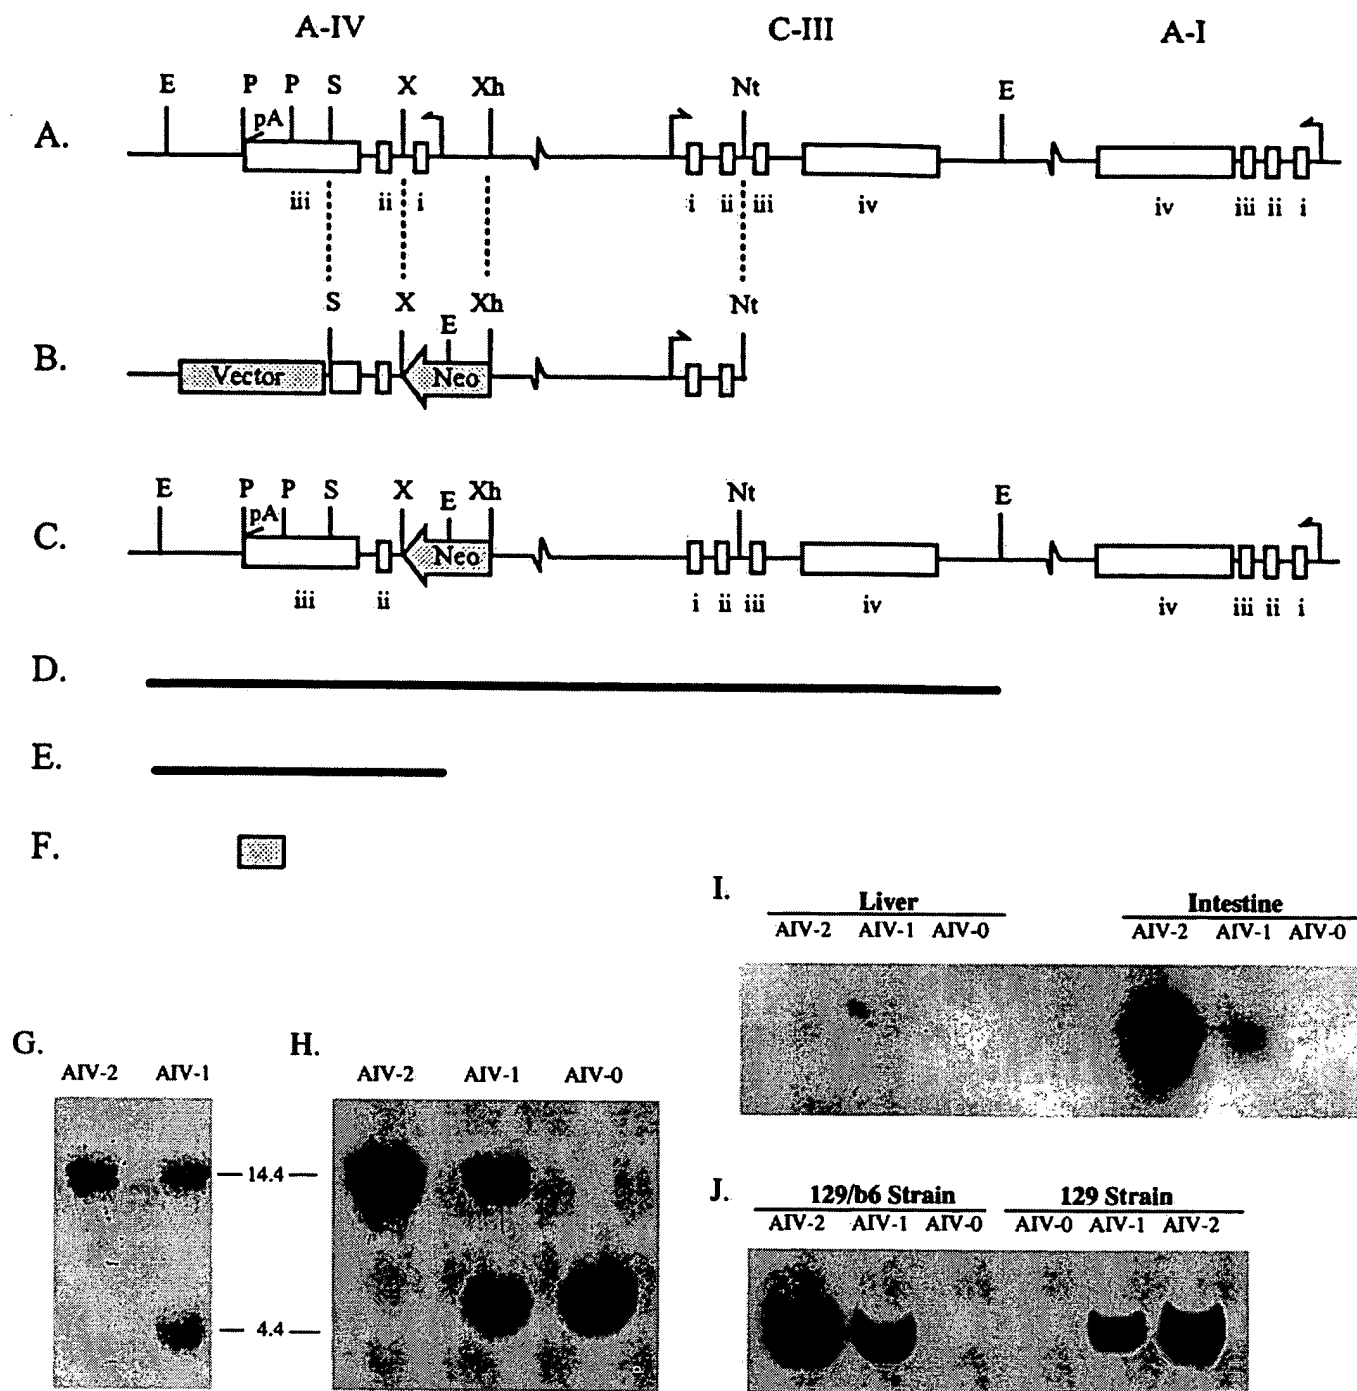 A-IV C-III A-I
E P P S X Xh Nt E
pA
A.
iii ii i i ii iii iv iv iii ii i
S X E Xh Nt
B. Vector Neo
E P P S X E Xh Nt E
pA
C. Neo
iii ii i ii iii iv iv iii ii i
D.
E.
F.
I. Liver Intestine
AIV-2 AIV-1 AIV-0 AIV-2 AIV-1 AIV-0
G. H.
AIV-2 AIV-1 AIV-2 AIV-1 AIV-0
14.4
4.4
J. 129/b6 Strain 129 Strain
AIV-2 AIV-1 AIV-0 AIV-0 AIV-1 AIV-2